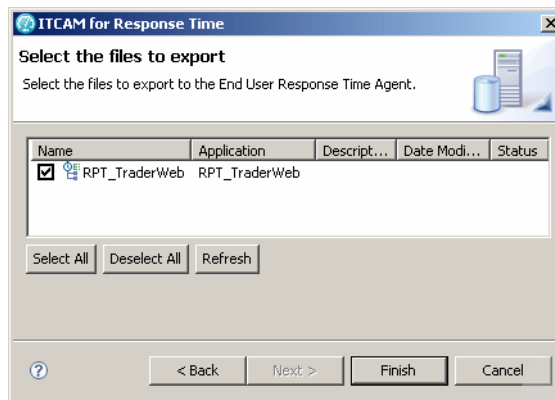 ITCAM for Response Time
Select the files to export
Select the files to export to the End User Response Time Agent.
Name Application Descript... Date Modi... Status
RPT_TraderWeb RPT_TraderWeb
Select All Deselect All Refresh
? < Back Next > Finish Cancel